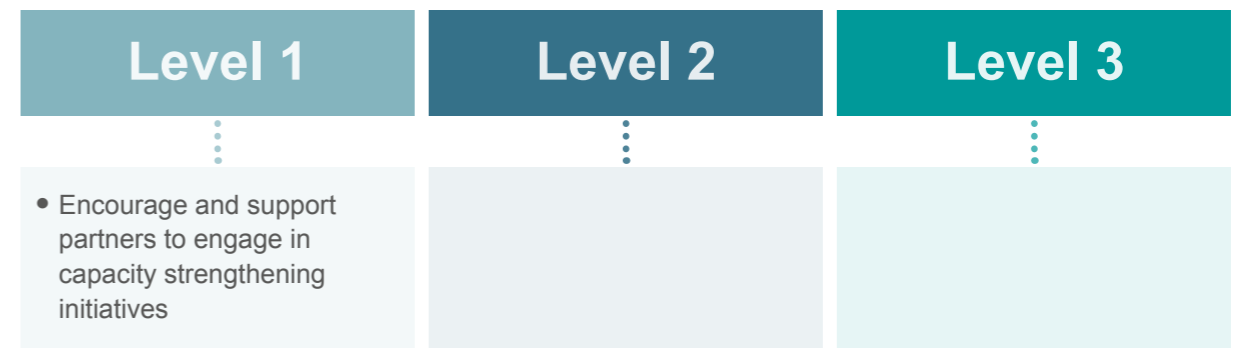 Level 1
Level 2
Level 3
• Encourage and support
partners to engage in
capacity strengthening
initiatives